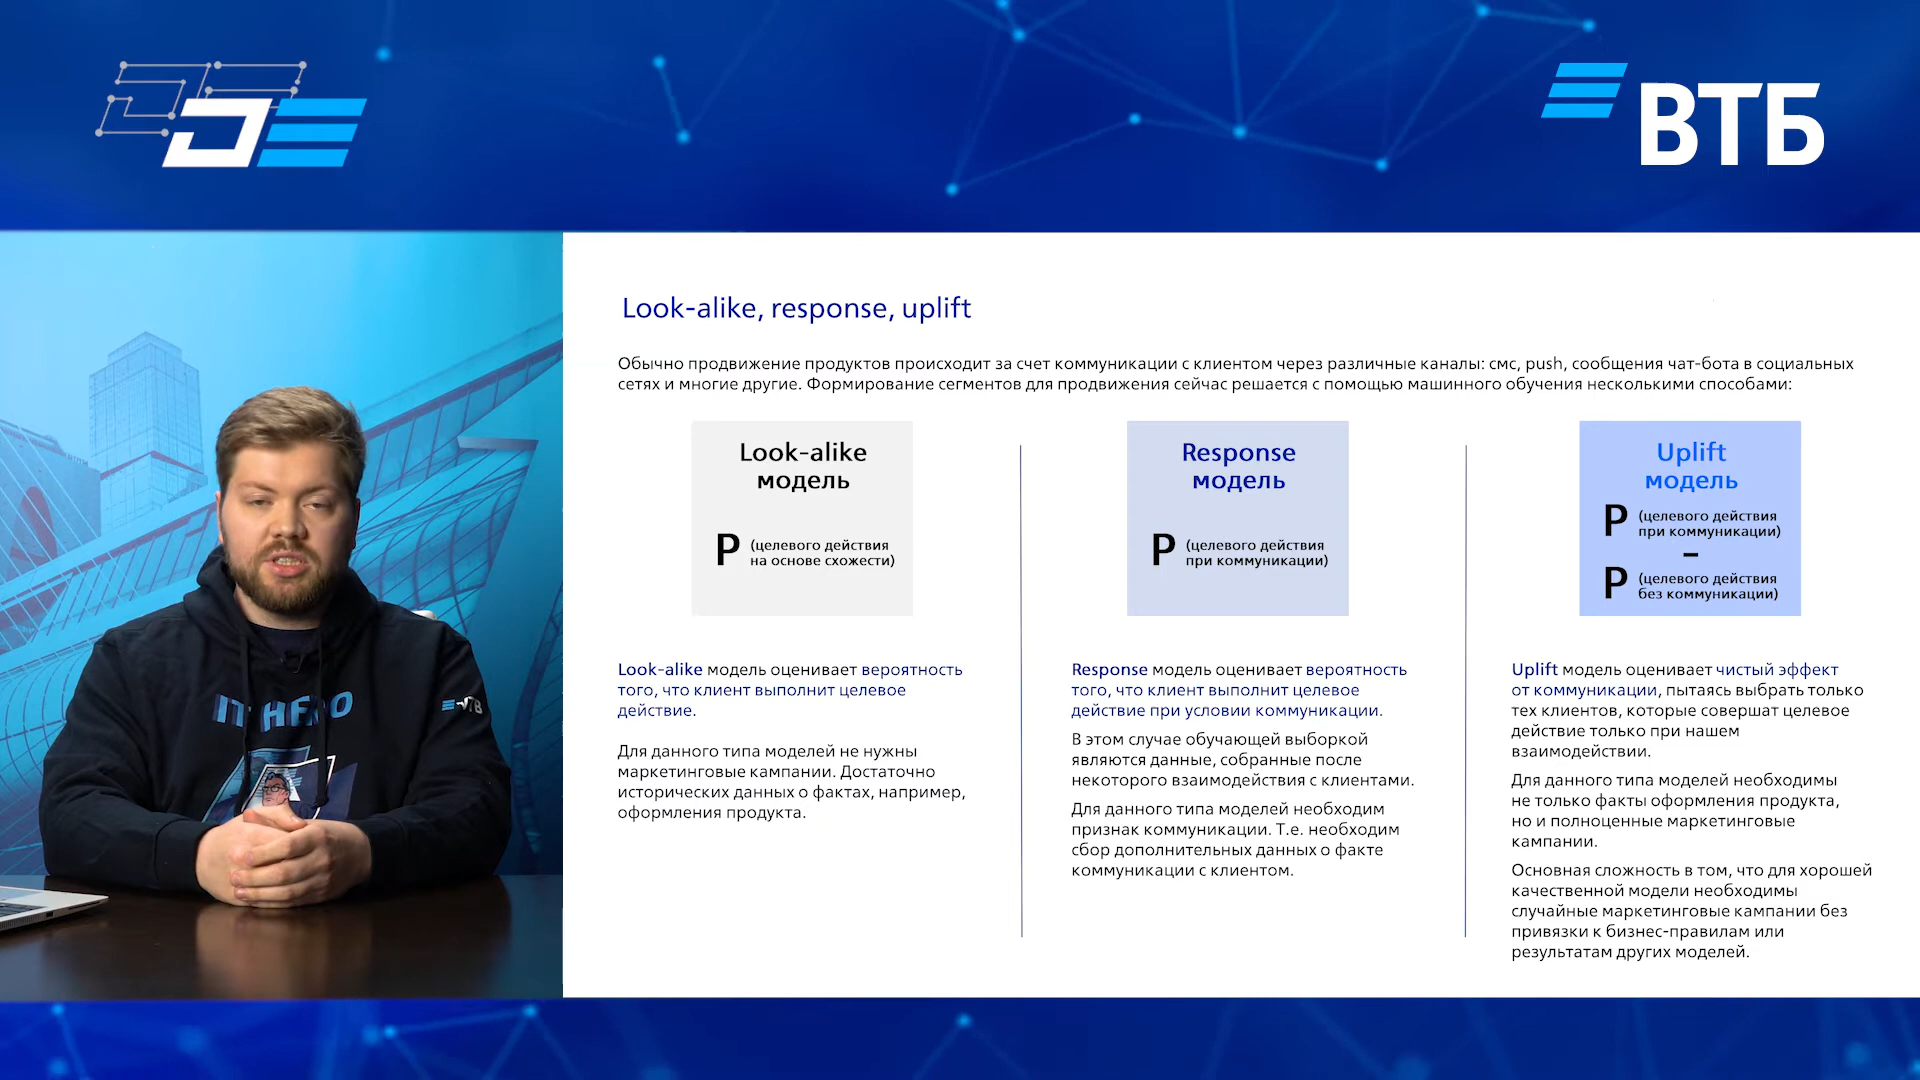 ВТБ
Look-alike, response, uplift
Обычно продвижение продуктов происходит за счет коммуникации с клиентом через различные каналы: смс, push, сообщения чат-бота в социальных
сетях и многие другие. Формирование сегментов для продвижения сейчас решается с помощью машинного обучения несколькими способами:
Look-alike
модель
P (целевого действия
на основе схожести)
Look-alike модель оценивает вероятность
того, что клиент выполнит целевое
действие.
Для данного типа моделей не нужны
маркетинговые кампании. Достаточно
исторических данных о фактах, например,
оформления продукта.
Response
модель
P (целевого действия
при коммуникации)
Response модель оценивает вероятность
того, что клиент выполнит целевое
действие при условии коммуникации.
В этом случае обучающей выборкой
являются данные, собранные после
некоторого взаимодействия с клиентами.
Для данного типа моделей необходим
признак коммуникации. Т.е. необходим
сбор дополнительных данных о факте
коммуникации с клиентом.
Uplift
модель
P (целевого действия
при коммуникации)
–
P (целевого действия
без коммуникации)
Uplift модель оценивает чистый эффект
от коммуникации, пытаясь выбрать только
тех клиентов, которые совершат целевое
действие только при нашем
взаимодействии.
Для данного типа моделей необходимы
не только факты оформления продукта,
но и полноценные маркетинговые
кампании.
Основная сложность в том, что для хорошей
качественной модели необходимы
случайные маркетинговые кампании без
привязки к бизнес-правилам или
результатам других моделей.